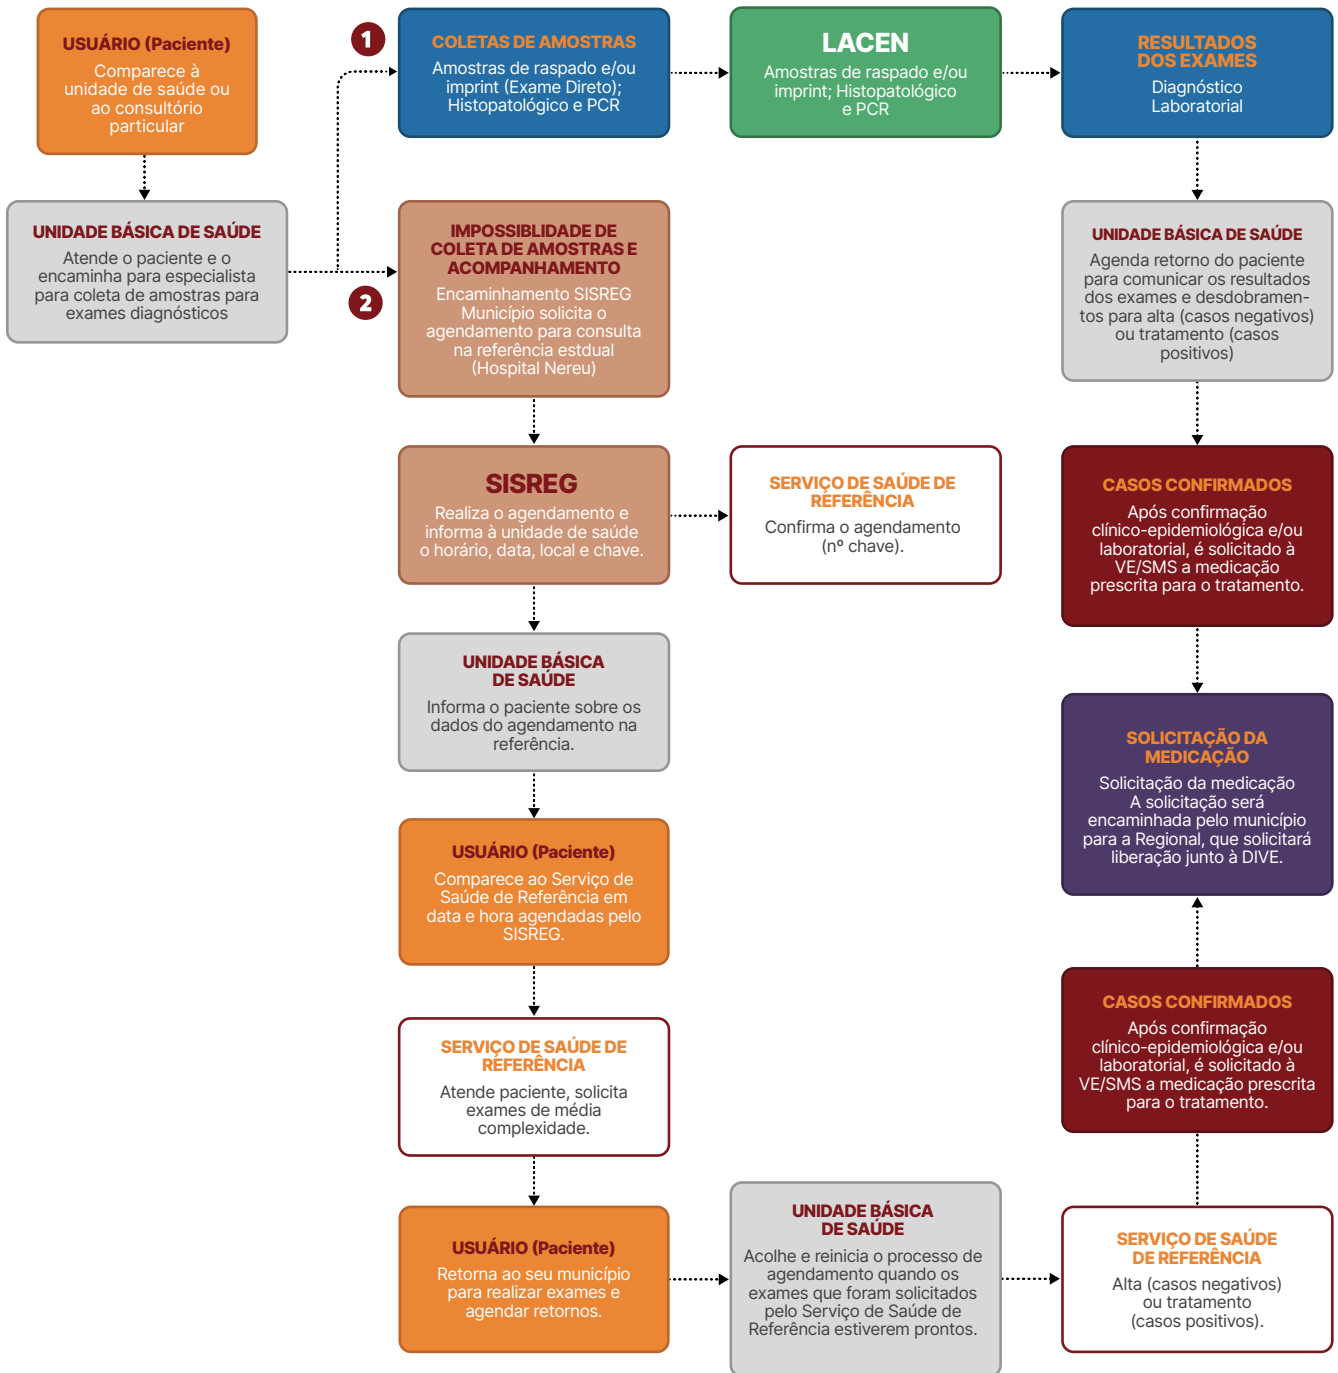 USUÁRIO (Paciente)
Comparece à
unidade de saúde ou
ao consultório
particular
UNIDADE BÁSICA DE SAÚDE
Atende o paciente e o
encaminha para especialista
para coleta de amostras para
exames diagnósticos
1
COLETAS DE AMOSTRAS
Amostras de raspado e/ou
imprint (Exame Direto);
Histopatológico e PCR
LACEN
Amostras de raspado e/ou
imprint; Histopatológico
e PCR
RESULTADOS
DOS EXAMES
Diagnóstico
Laboratorial
UNIDADE BÁSICA DE SAÚDE
Agenda retorno do paciente
para comunicar os resultados
dos exames e desdobramen-
tos para alta (casos negativos)
ou tratamento (casos
positivos)
CASOS CONFIRMADOS
Após confirmação
clínico-epidemiológica e/ou
laboratorial, é solicitado à
VE/SMS a medicação
prescrita para o tratamento.
SOLICITAÇÃO DA
MEDICAÇÃO
Solicitação da medicação
A solicitação será
encaminhada pelo município
para a Regional, que solicitará
liberação junto à DIVE.
2
IMPOSSIBLIDADE DE
COLETA DE AMOSTRAS E
ACOMPANHAMENTO
Encaminhamento SISREG
Município solicita o
agendamento para consulta
na referência estdual
(Hospital Nereu)
SISREG
Realiza o agendamento e
informa à unidade de saúde
o horário, data, local e chave.
SERVIÇO DE SAÚDE DE
REFERÊNCIA
Confirma o agendamento
(nº chave).
UNIDADE BÁSICA
DE SAÚDE
Informa o paciente sobre os
dados do agendamento na
referência.
USUÁRIO (Paciente)
Comparece ao Serviço de
Saúde de Referência em
data e hora agendadas pelo
SISREG.
SERVIÇO DE SAÚDE DE
REFERÊNCIA
Atende paciente, solicita
exames de média
complexidade.
USUÁRIO (Paciente)
Retorna ao seu município
para realizar exames e
agendar retornos.
UNIDADE BÁSICA
DE SAÚDE
Acolhe e reinicia o processo de
agendamento quando os
exames que foram solicitados
pelo Serviço de Saúde de
Referência estiverem prontos.
SERVIÇO DE SAÚDE
DE REFERÊNCIA
Alta (casos negativos)
ou tratamento
(casos positivos).
CASOS CONFIRMADOS
Após confirmação
clínico-epidemiológica e/ou
laboratorial, é solicitado à
VE/SMS a medicação prescrita
para o tratamento.